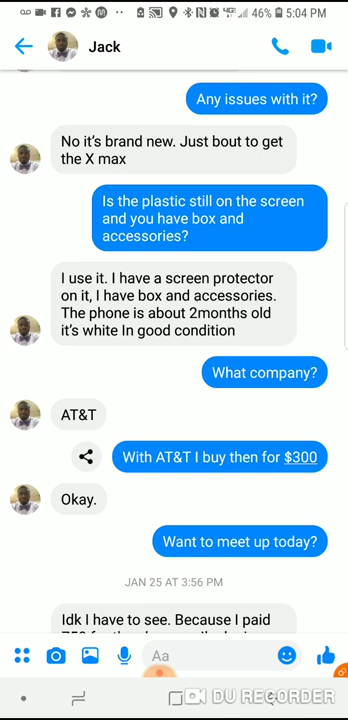 46% 5:04 PM
Jack
Any issues with it?
No it's brand new. Just bout to get
the X max
Is the plastic still on the screen
and you have box and
accessories?
I use it. I have a screen protector
on it, I have box and accessories.
The phone is about 2months old
it's white In good condition
What company?
AT&T
With AT&T I buy then for $300
Okay.
Want to meet up today?
JAN 25 AT 3:56 PM
Idk I have to see. Because I paid
Aa
DU RECORDER